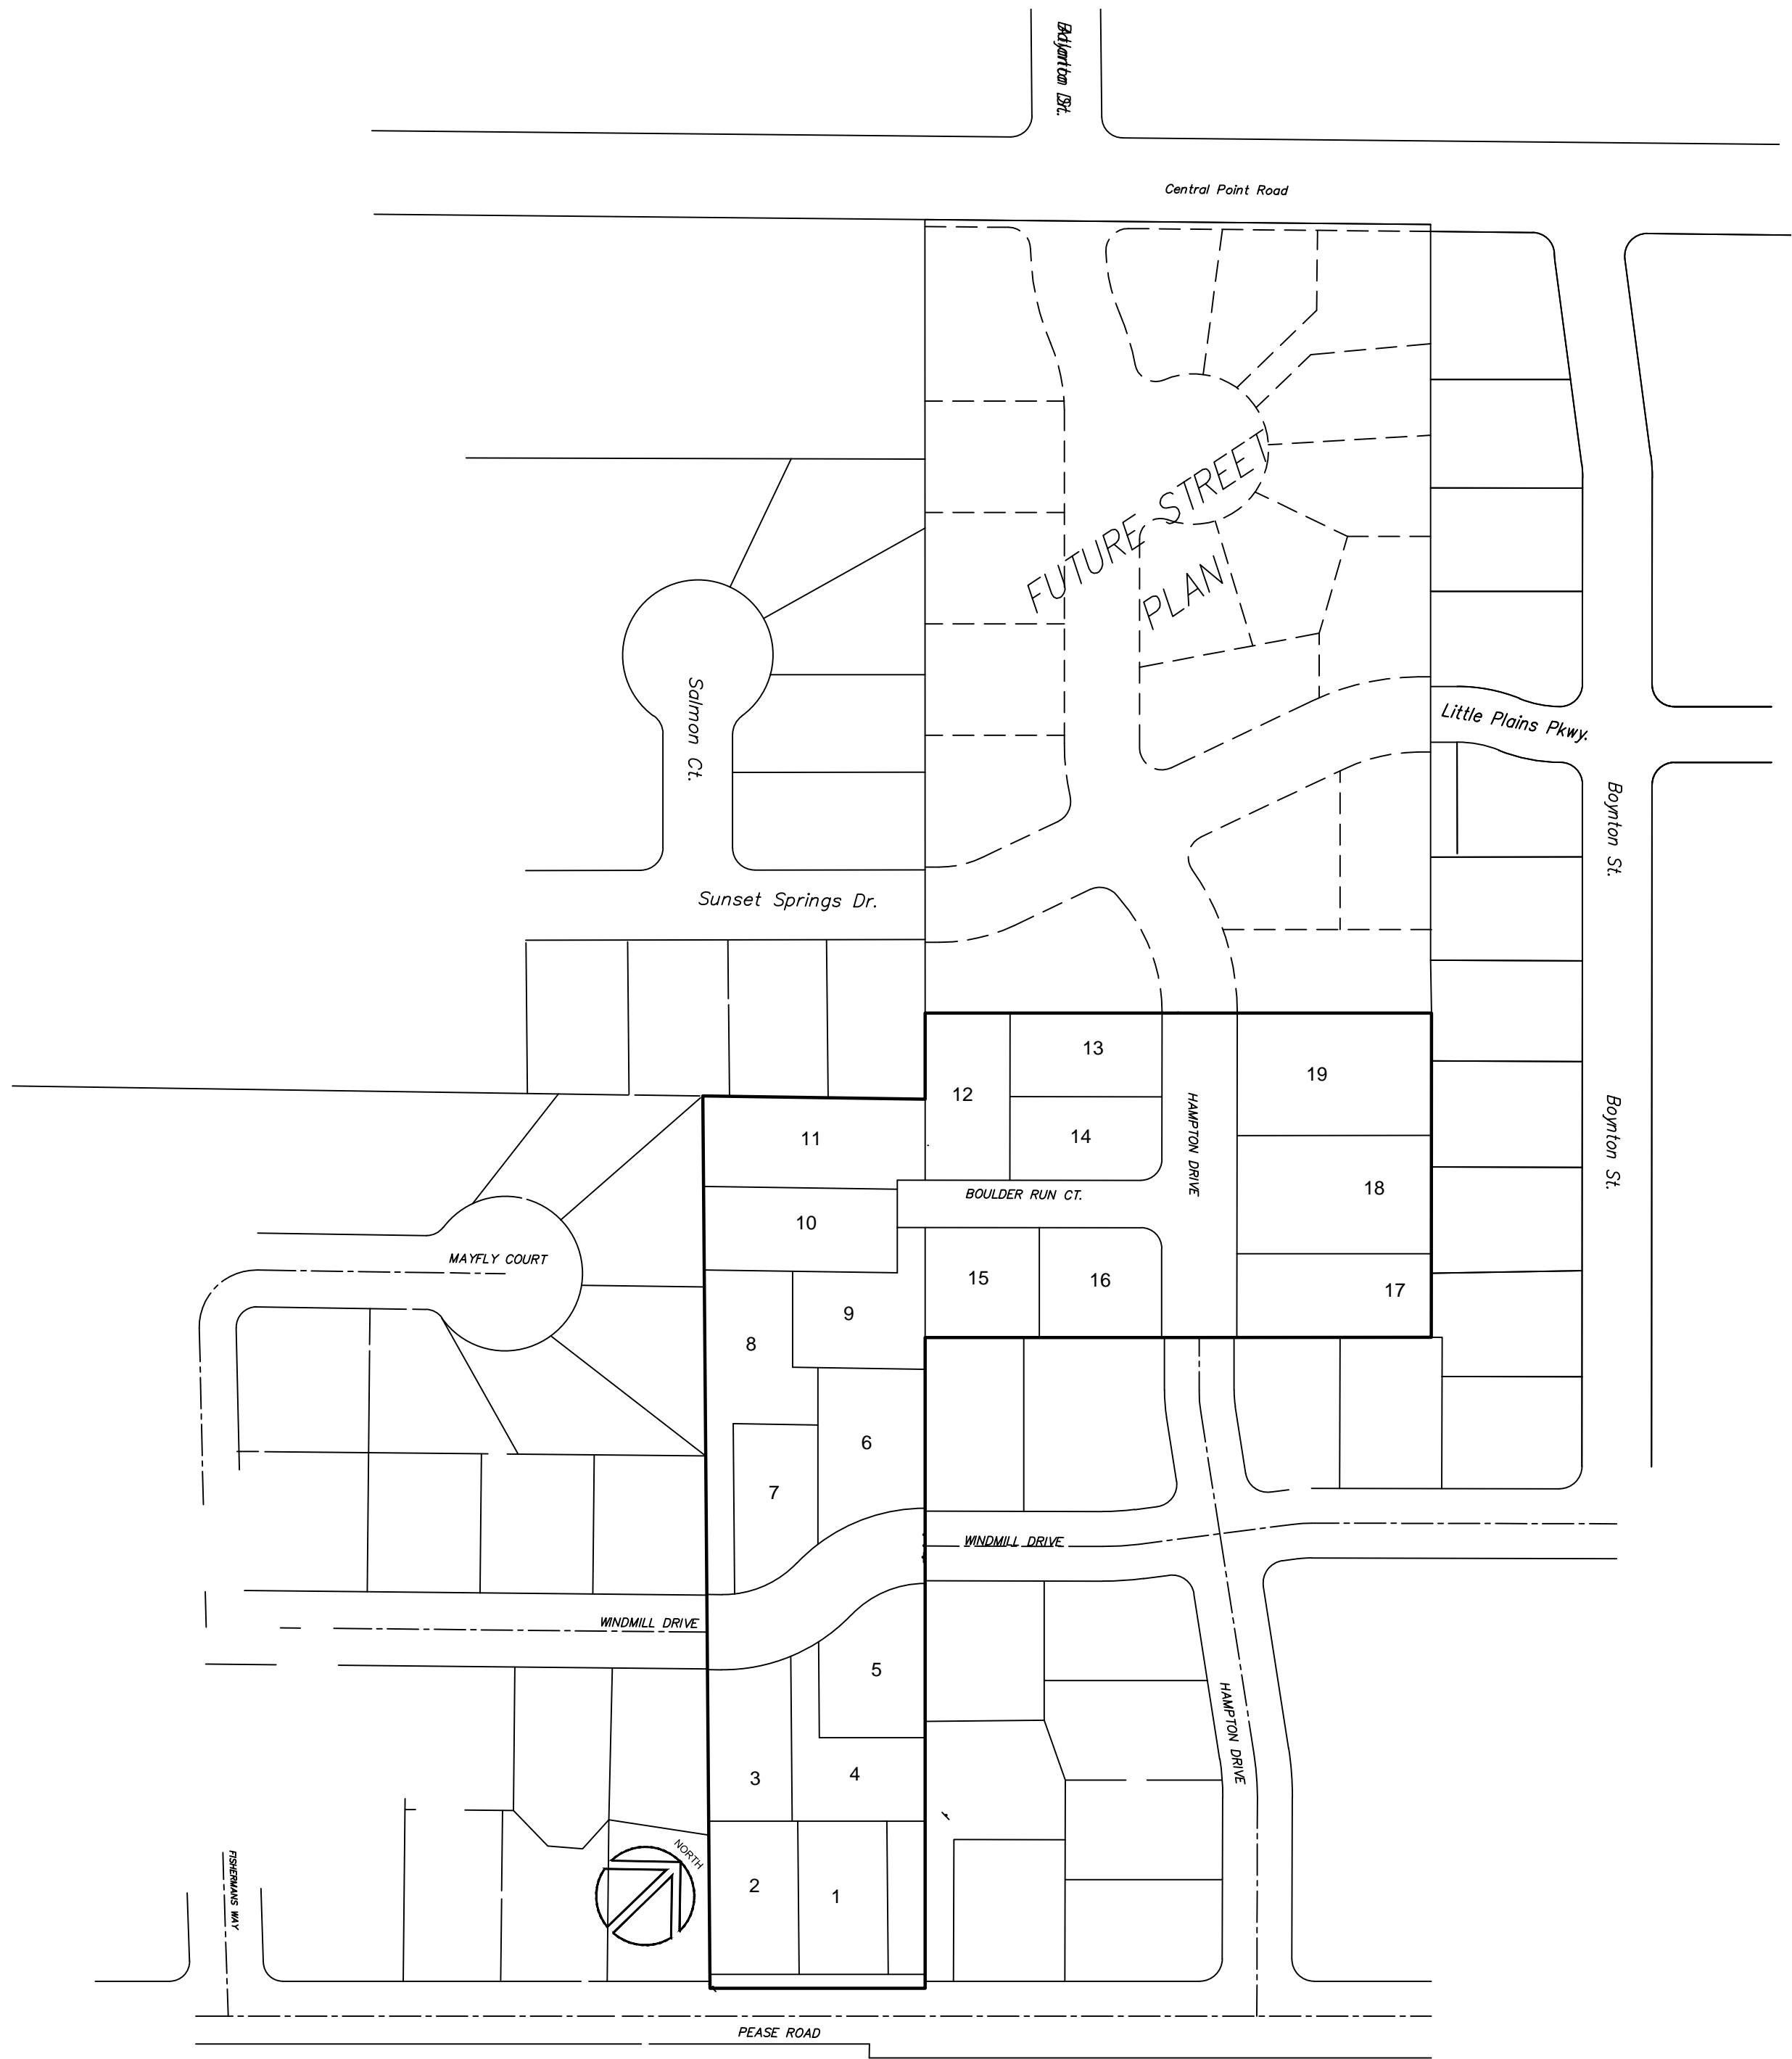 Central Point Road
FUTURE STREET
PLAN
Salmon Ct.
Little Plains Pkwy.
Boynton St.
Sunset Springs Dr.
13
19
12
HAMPTON DRIVE
Boynton St.
11
14
18
BOULDER RUN CT.
10
MAYFLY COURT
15
16
17
9
8
6
7
WINDMILL DRIVE
WINDMILL DRIVE
5
HAMPTON DRIVE
3
4
NORTH
FISHERMANS WAY
2
1
PEASE ROAD